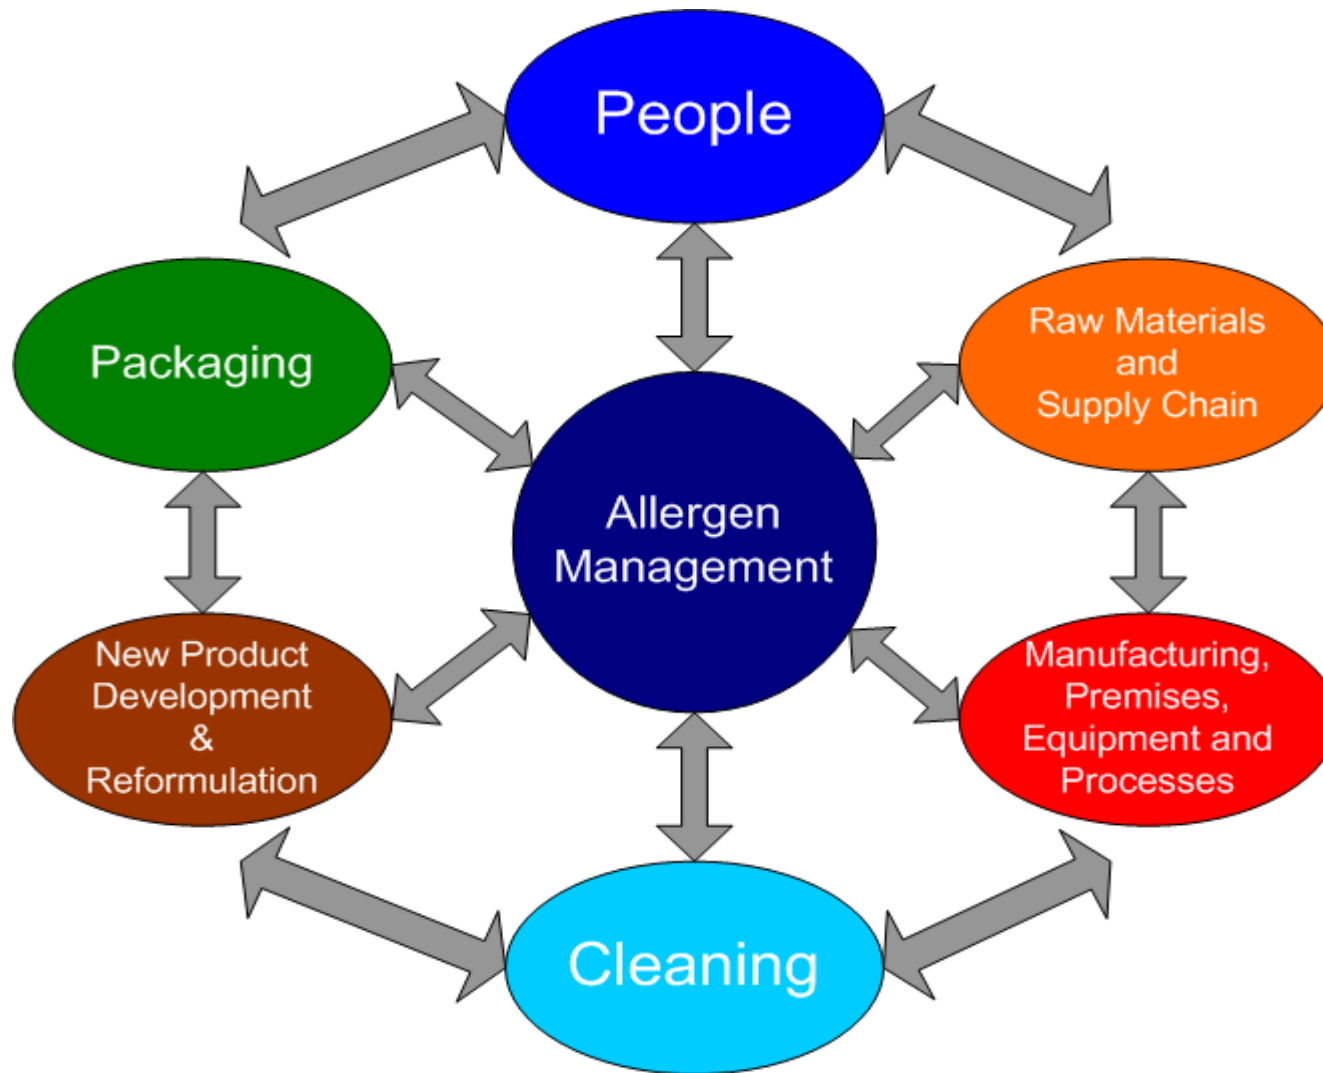 People
Packaging
Raw Materials
and
Supply Chain
Allergen
Management
New Product
Development
&
Reformulation
Manufacturing,
Premises,
Equipment and
Processes
Cleaning